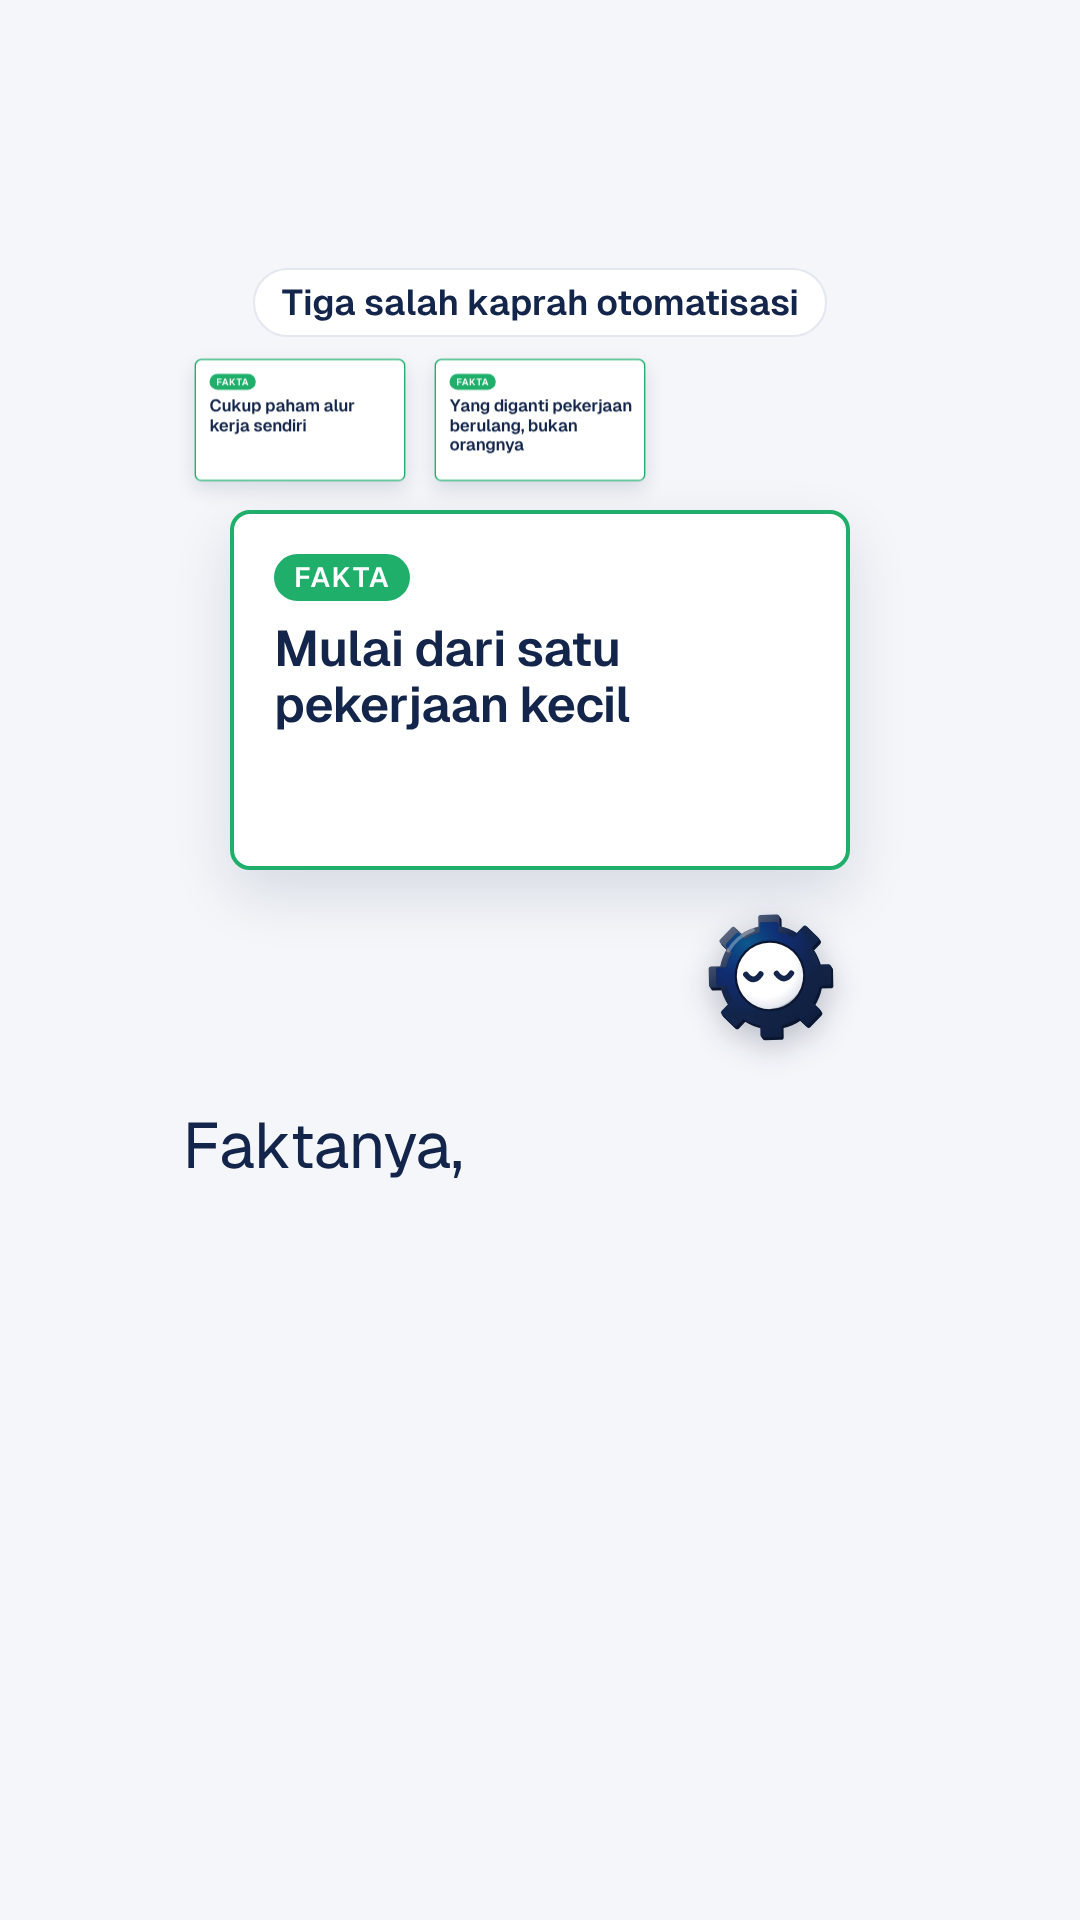 Tiga salah kaprah otomatisasi
FAKTA
Cukup paham alur
kerja sendiri
FAKTA
Yang diganti pekerjaan
berulang, bukan
orangnya
FAKTA
Mulai dari satu
pekerjaan kecil
Faktanya,